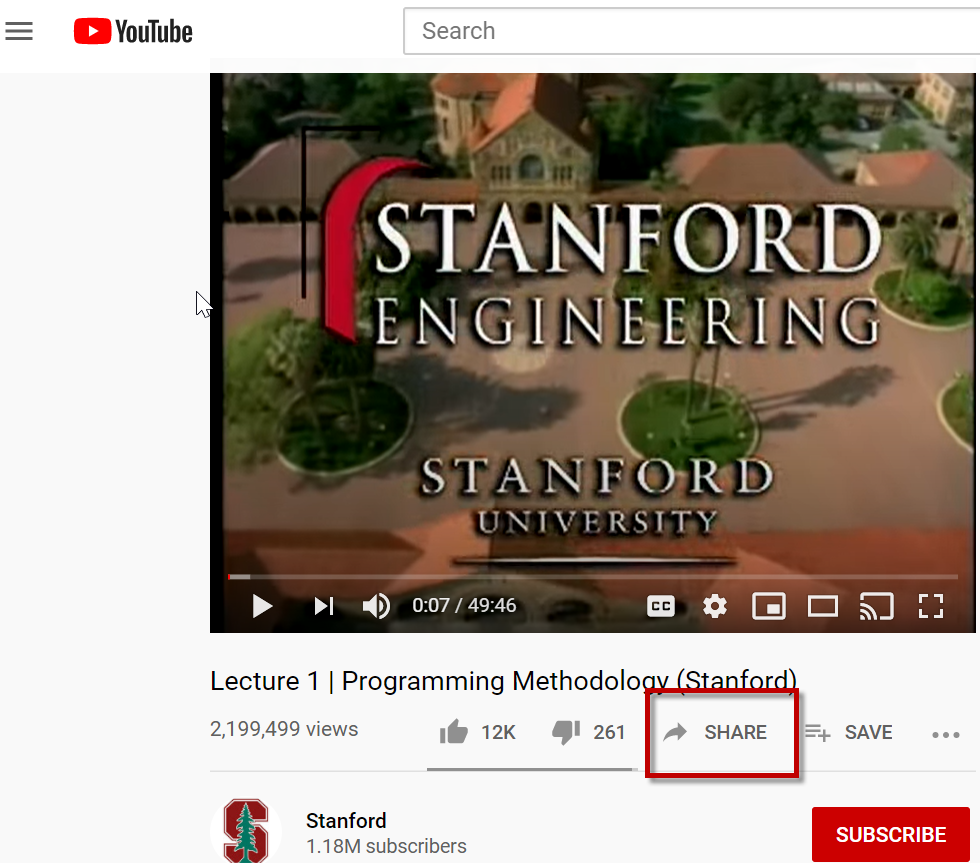 YouTube
Search
STANFORD
ENGINEERING
STANFORD
UNIVERSITY
CC
0:07 / 49:46
Lecture 1 | Programming Methodology (Stanford)
2,199,499 views
12K
261
SHARE
SAVE
S
Stanford
1.18M subscribers
SUBSCRIBE